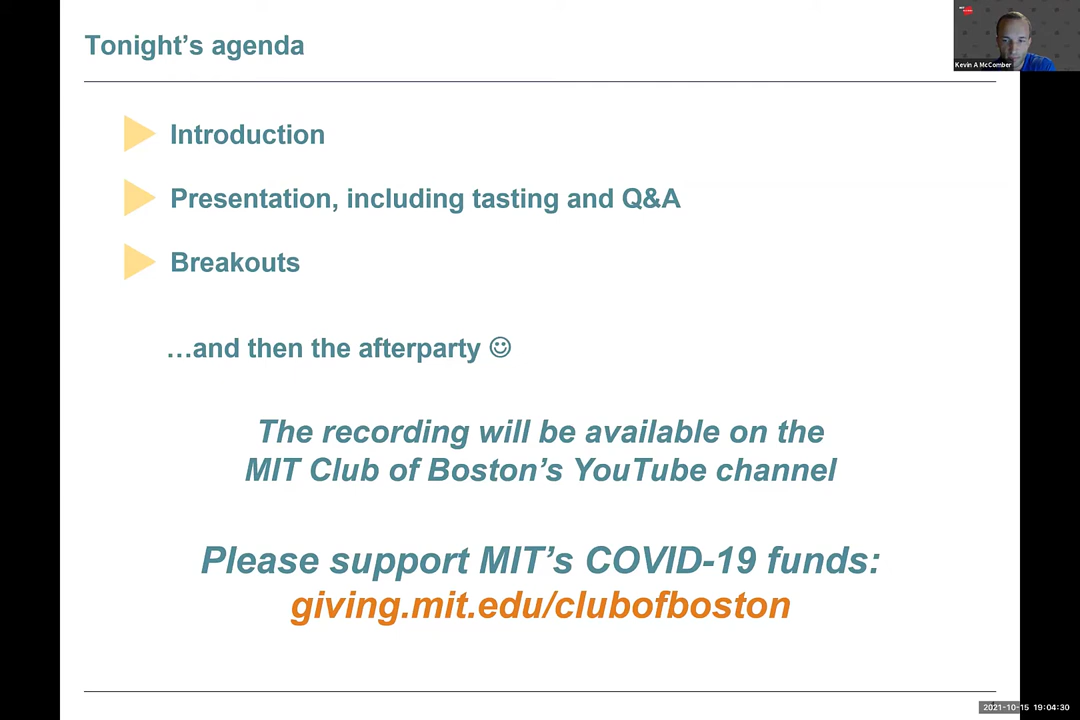 Tonight's agenda
Kevin A McComber
Introduction
Presentation, including tasting and Q&A
Breakouts
…and then the afterparty ☺
The recording will be available on the
MIT Club of Boston's YouTube channel
Please support MIT's COVID-19 funds:
giving.mit.edu/clubofboston
2021-10-15 19:04:30